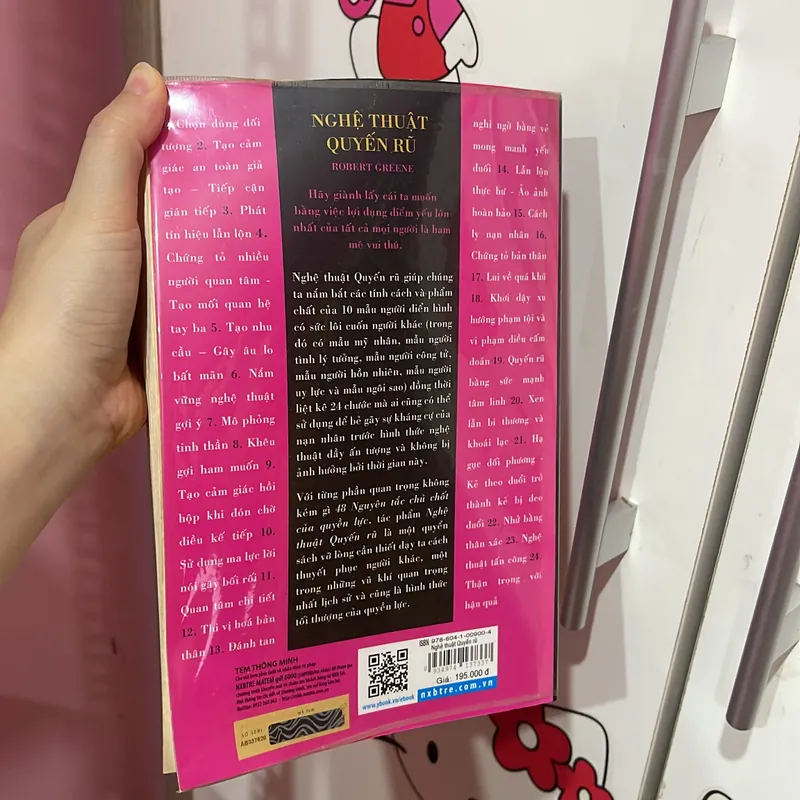 1. Chọn đúng đối
tượng 2. Tạo cảm
giác an toàn giả
tạo – Tiếp cận
gián tiếp 3. Phát
tín hiệu lẫn lộn 4.
Chứng tỏ nhiều
người quan tâm -
Tạo mối quan hệ
tay ba 5. Tạo nhu
cầu – Gây âu lo
bất mãn 6. Nắm
vững nghệ thuật
gợi ý 7. Mô phỏng
tinh thần 8. Khêu
gợi ham muốn 9.
Tạo cảm giác hồi
hộp khi đón chờ
điều kế tiếp 10.
Sử dụng ma lực lời
nói gây bối rối 11.
Quan tâm chi tiết
12. Thi vị hoá bản
thân 13. Đánh tan
NGHỆ THUẬT
QUYẾN RŨ
ROBERT GREENE
Hãy giành lấy cái ta muốn
bằng việc lợi dụng điểm yếu lớn
nhất của tất cả mọi người là ham
mê vui thú.
Nghệ thuật Quyến rũ giúp chúng
ta nắm bắt các tính cách và phẩm
chất của 10 mẫu người điển hình
có sức lôi cuốn người khác (trong
đó có mẫu mỹ nhân, mẫu người
tình lý tưởng, mẫu người công tử,
mẫu người hồn nhiên, mẫu người
uy lực và mẫu ngôi sao) đồng thời
liệt kê 24 chước mà ai cũng có thể
sử dụng để bẻ gãy sự kháng cự của
nạn nhân trước hình thức nghệ
thuật đầy ấn tượng và không bị
ảnh hưởng bởi thời gian này.
Với từng phần quan trọng không
kém gì 48 Nguyên tắc chủ chốt
của quyền lực, tác phẩm Nghệ
thuật Quyến rũ là một quyển
sách vỡ lòng cần thiết dạy ta cách
thuyết phục người khác, một
trong những vũ khí quan trọng
nhất lịch sử và cũng là hình thức
tối thượng của quyền lực.
nghi ngờ bằng vẻ
mong manh yếu
đuối 14. Lẫn lộn
thực hư - Ảo ảnh
hoàn hảo 15. Cách
ly nạn nhân 16.
Chứng tỏ bản thân
17. Lui về quá khứ
18. Khơi dậy xu
hướng phạm tội và
vi phạm điều cấm
đoán 19. Quyến rũ
bằng sức mạnh
tâm linh 20. Xen
lẫn bi thương và
khoái lạc 21. Hạ
gục đối phương -
Kẻ theo đuổi trở
thành kẻ bị đeo
đuổi 22. Nhử bằng
thân xác 23. Nghệ
thuật tấn công 24.
Thận trọng với
hậu quả
TEM THÔNG MINH
ISBN 978-604-1-00900-4
Nghệ thuật Quyến rũ
Giá: 195.000 đ
www.ybook.vn/ebook
nxbtre.com.vn
SỐ SERI